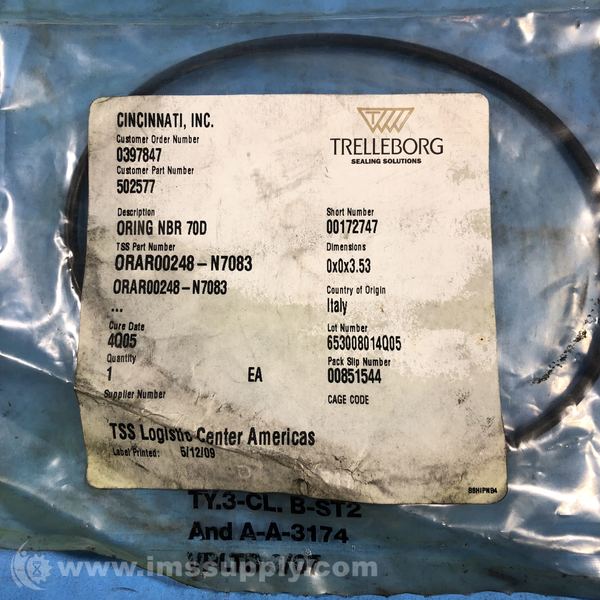 CINCINNATI, INC.
Customer Order Number
0397847
Customer Part Number
502577
TRELLEBORG
SEALING SOLUTIONS
Description
ORING NBR 70D
Short Number
00172747
TSS Part Number
ORAR00248-N7083
Dimensions
0x0x3.53
ORAR00248-N7083
...
Country of Origin
Italy
Cure Date
4Q05
Lot Number
653008014Q05
Quantity
1 EA
Pack Slip Number
00851544
Supplier Number
CAGE CODE
TSS Logistic Center Americas
Label Printed: 5/12/09
TY.3-CL. B-ST2
And A-A-3174
www.imssupply.com